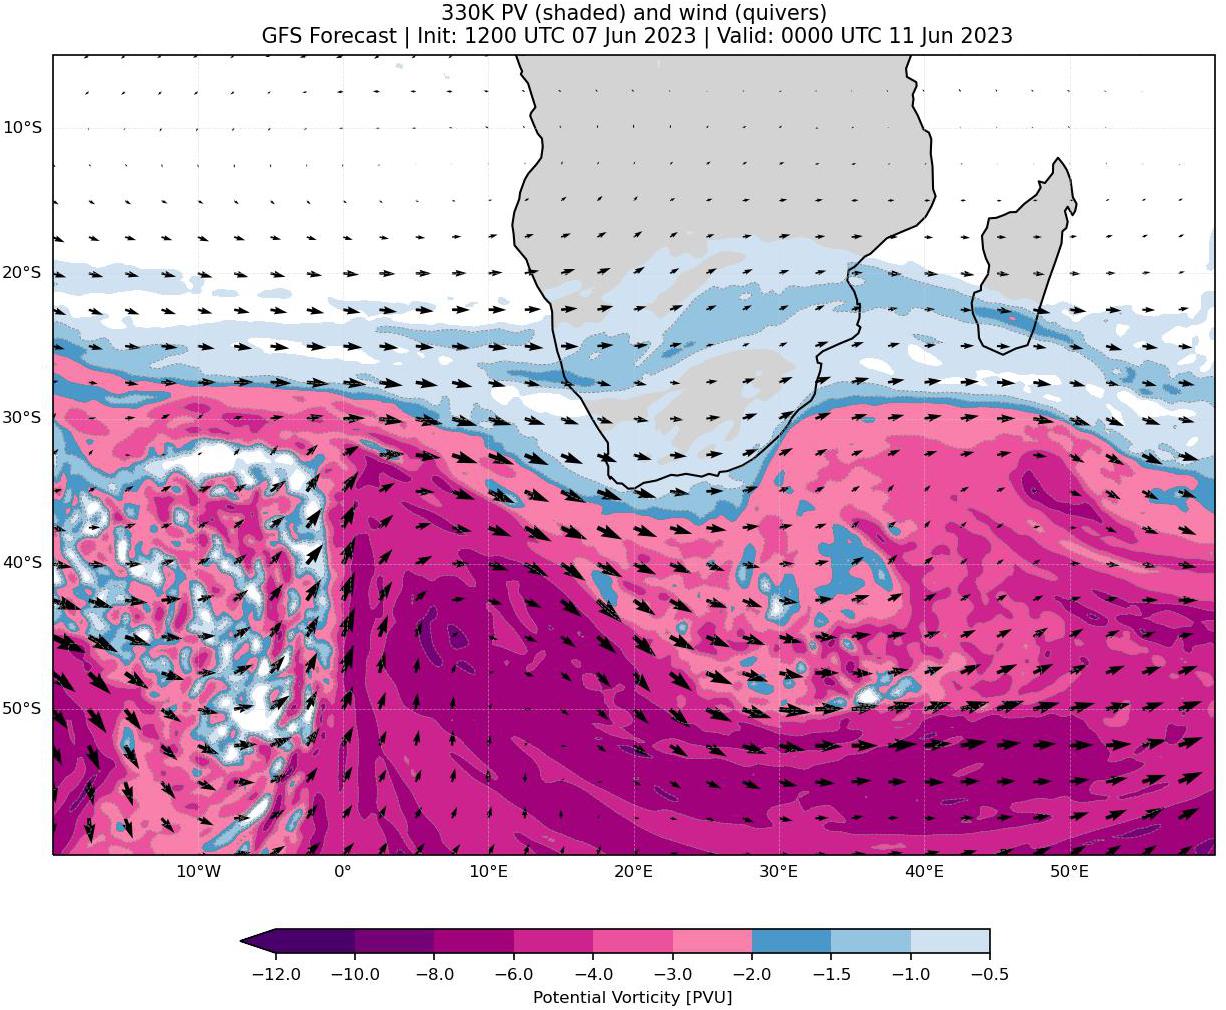 330K PV (shaded) and wind (quivers)
GFS Forecast | Init: 1200 UTC 07 Jun 2023 | Valid: 0000 UTC 11 Jun 2023
10°S
20°S
30°S
40°S
50°S
10°W 0° 10°E 20°E 30°E 40°E 50°E
−12.0 −10.0 −8.0 −6.0 −4.0 −3.0 −2.0 −1.5 −1.0 −0.5
Potential Vorticity [PVU]